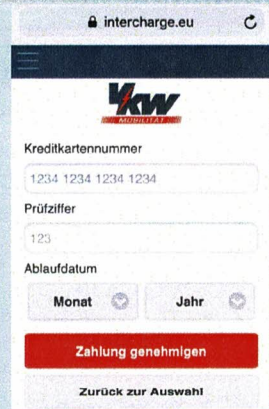 intercharge.eu
VKW
MOBILITÄT
Kreditkartennummer
1234 1234 1234 1234
Prüfziffer
123
Ablaufdatum
Monat Jahr
Zahlung genehmigen
Zurück zur Auswahl